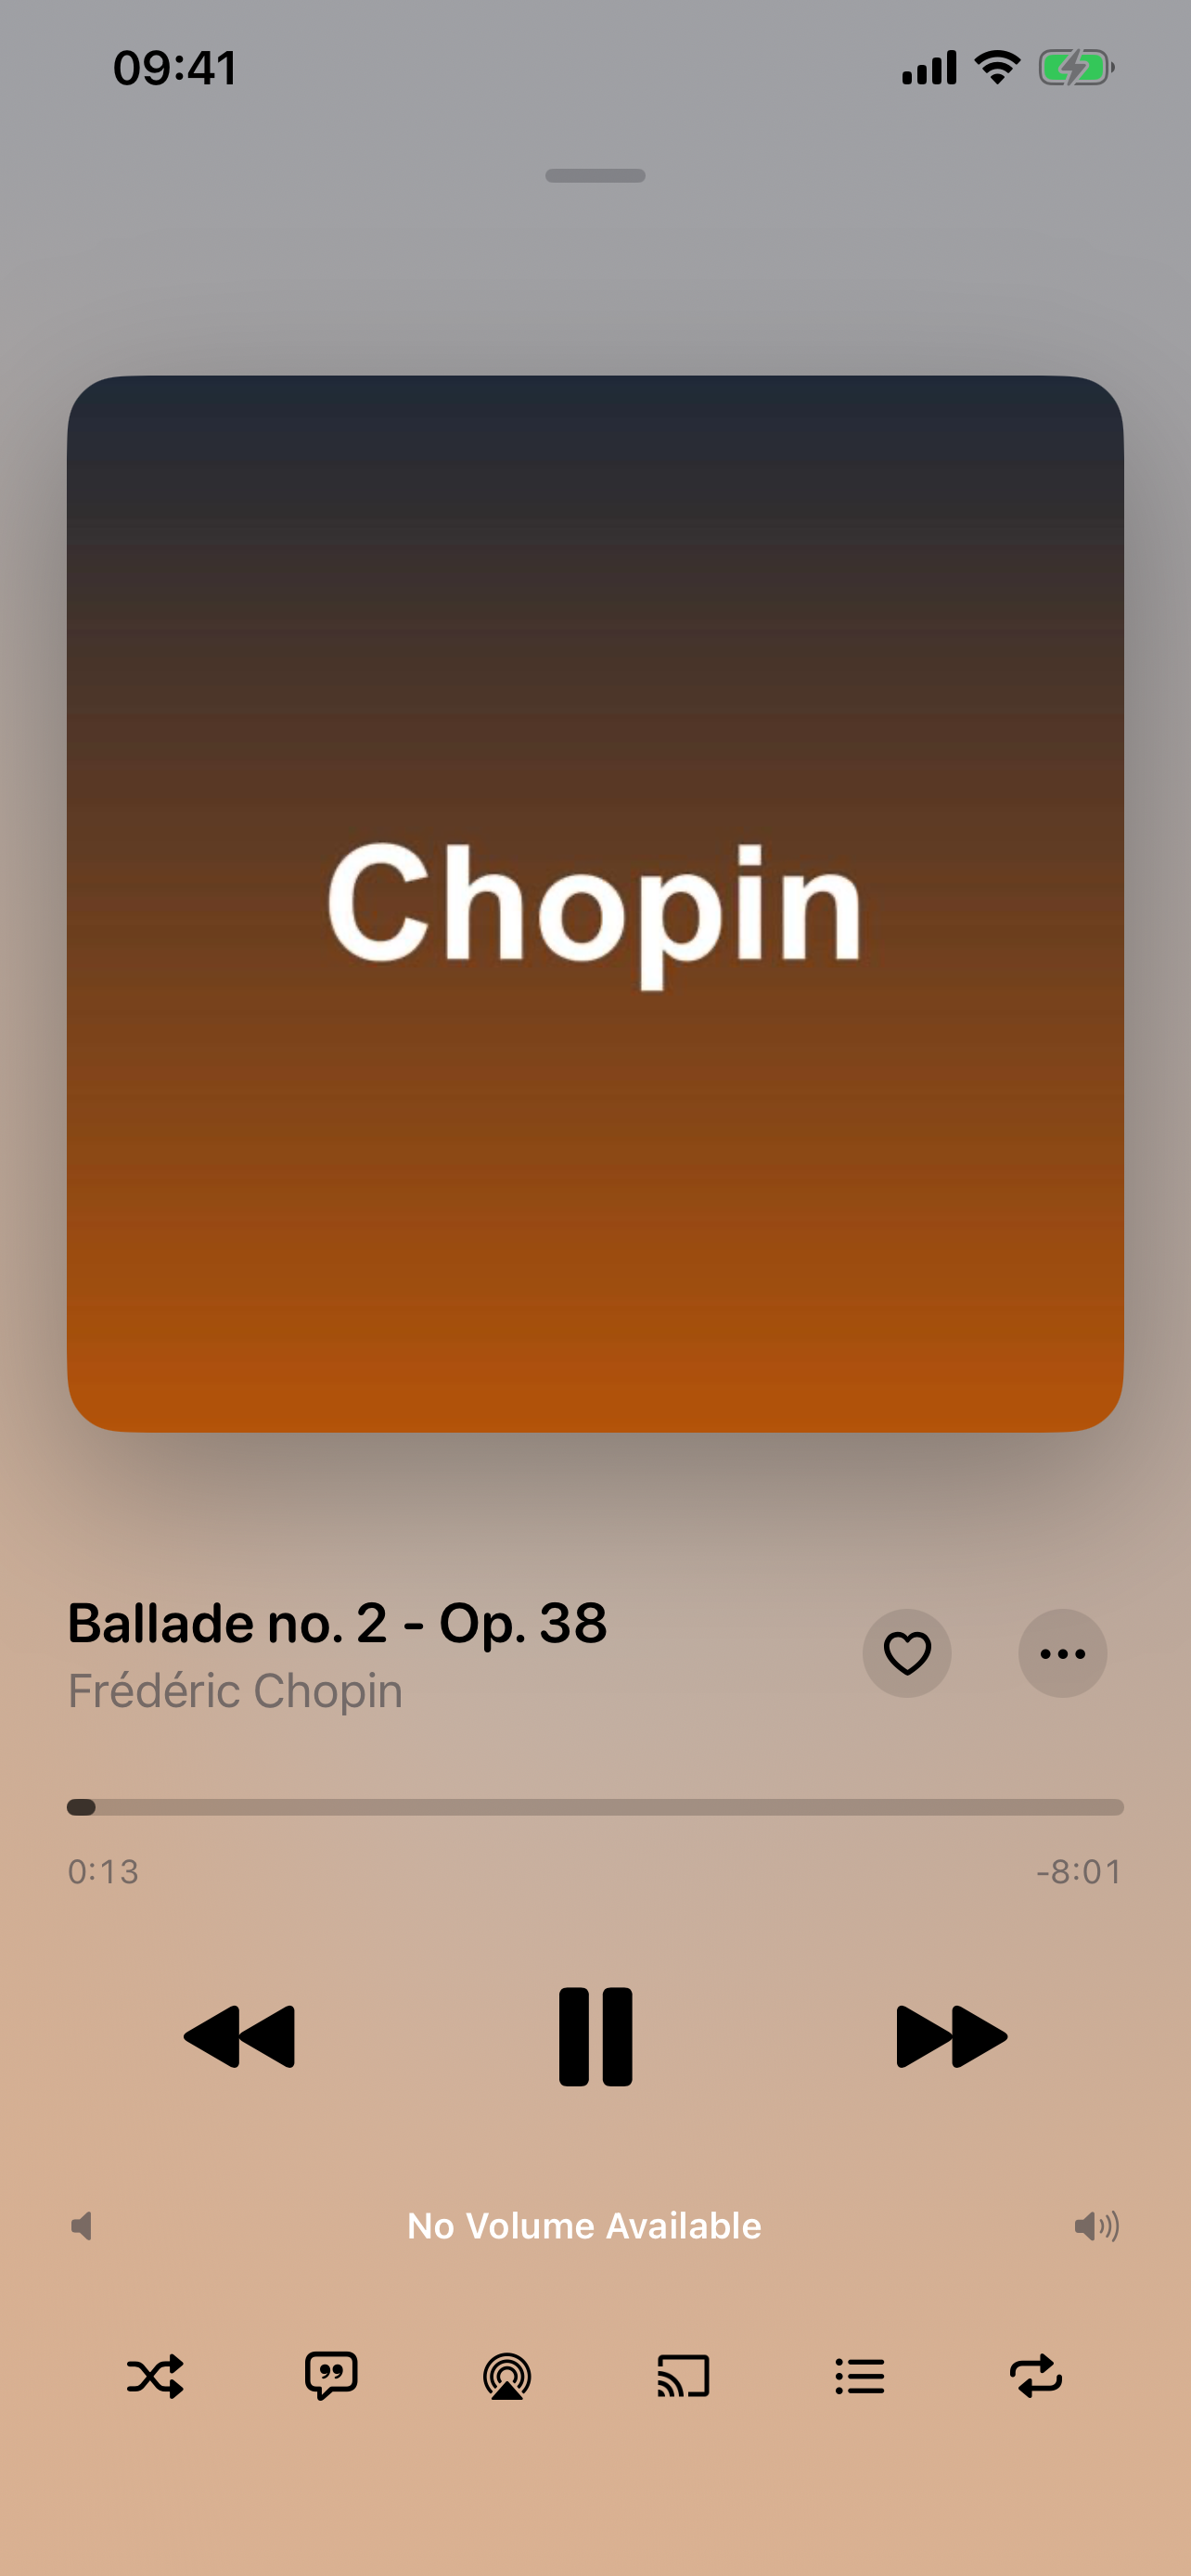 09:41
Chopin
Ballade no. 2 - Op. 38
Frédéric Chopin
0:13
-8:01
No Volume Available